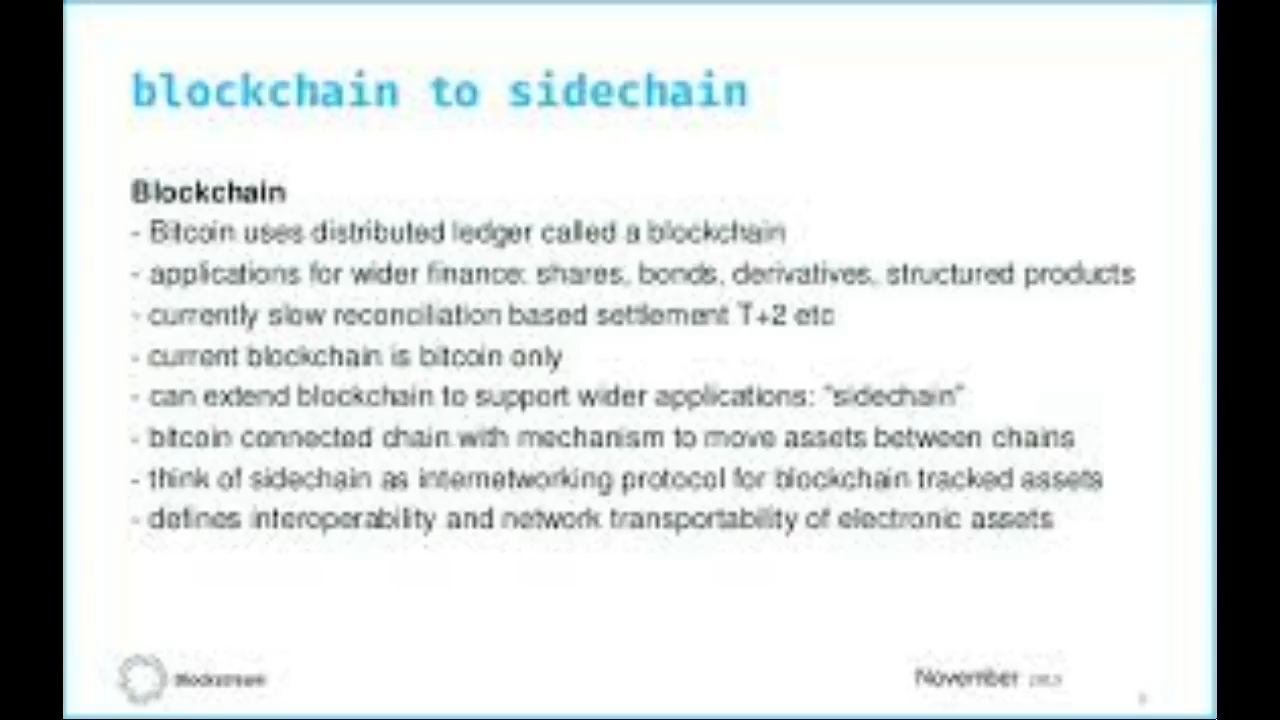 blockchain to sidechain
Blockchain
- Bitcoin uses distributed ledger called a blockchain
- applications for wider finance: shares, bonds, derivatives, structured products
- currently slow reconciliation based settlement T+2 etc
- current blockchain is bitcoin only
- can extend blockchain to support wider applications: "sidechain"
- bitcoin connected chain with mechanism to move assets between chains
- think of sidechain as internetworking protocol for blockchain tracked assets
- defines interoperability and network transportability of electronic assets
Blockstream
November